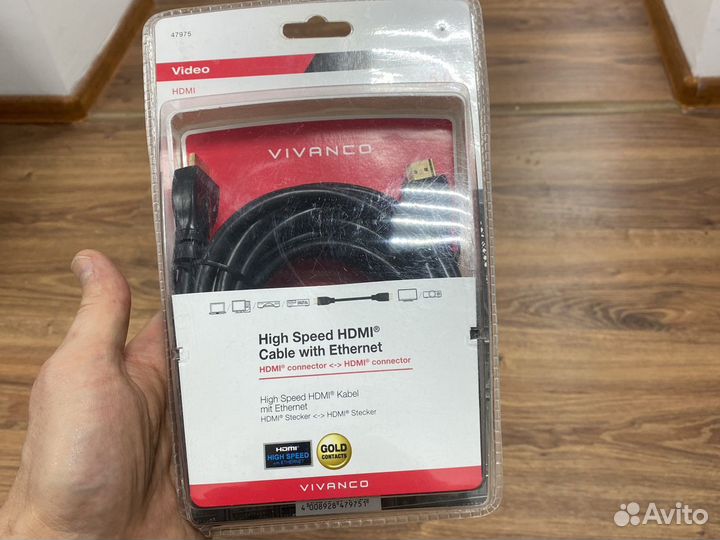 47975
Video
HDMI
VIVANCO
High Speed HDMI®
Cable with Ethernet
HDMI® connector <-> HDMI® connector
High Speed HDMI® Kabel
mit Ethernet
HDMI® Stecker <-> HDMI® Stecker
HDMI
HIGH SPEED
GOLD
CONTACTS
VIVANCO
4 008928 479751
Avito